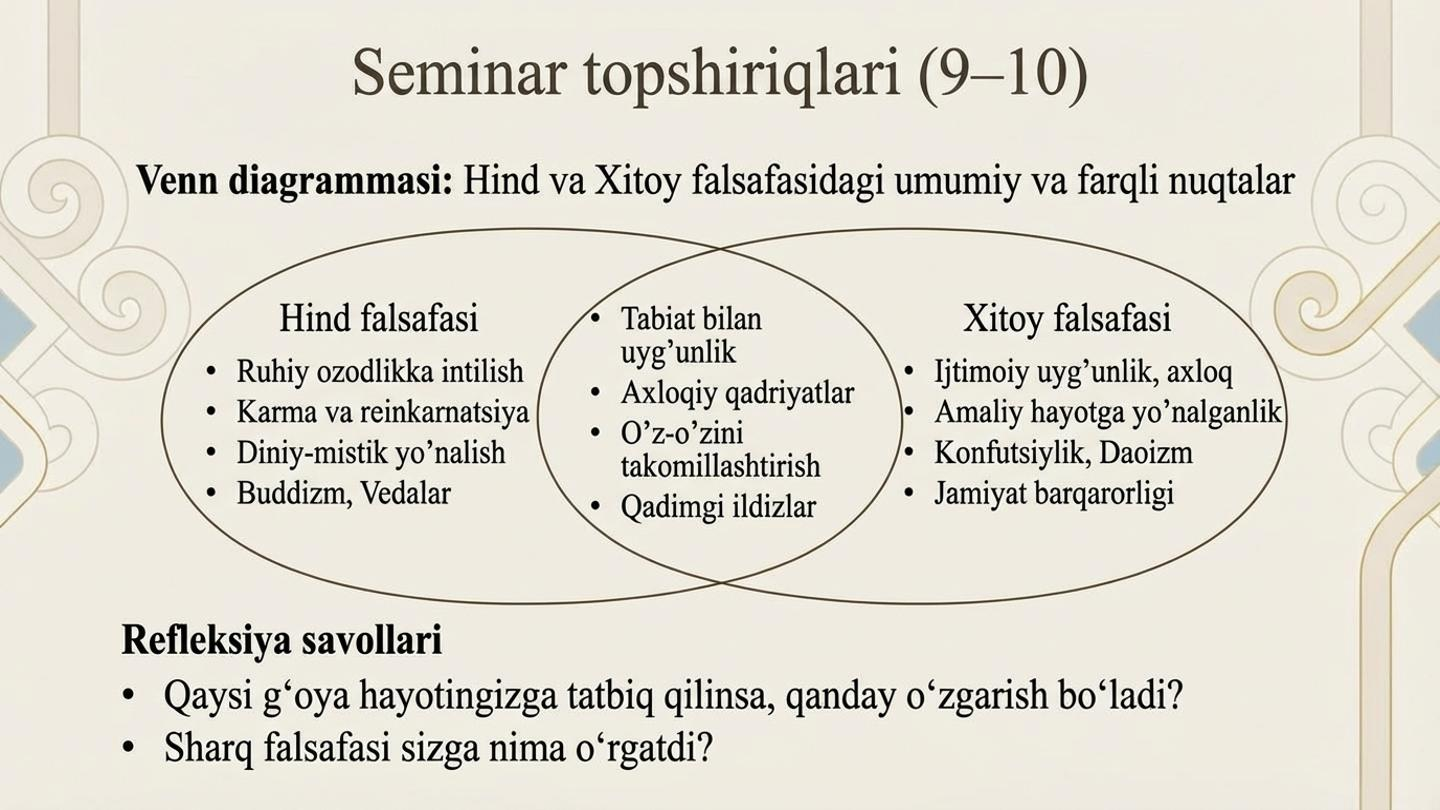 Seminar topshiriqlari (9–10)
Venn diagrammasi: Hind va Xitoy falsafasidagi umumiy va farqli nuqtalar
Hind falsafasi
• Ruhiy ozodlikka intilish
• Karma va reinkarnatsiya
• Diniy-mistik yo’nalish
• Buddizm, Vedalar
• Tabiat bilan
uyg’unlik
• Axloqiy qadriyatlar
• O’z-o’zini
takomillashtirish
• Qadimgi ildizlar
Xitoy falsafasi
• Ijtimoiy uyg’unlik, axloq
• Amaliy hayotga yo’nalganlik
• Konfutsiylik, Daoizm
• Jamiyat barqarorligi
Refleksiya savollari
• Qaysi g‘oya hayotingizga tatbiq qilinsa, qanday o‘zgarish bo‘ladi?
• Sharq falsafasi sizga nima o‘rgatdi?